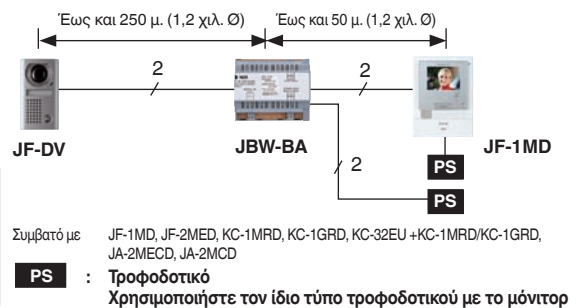 Έως και 250 μ. (1,2 χιλ. Ø) Έως και 50 μ. (1,2 χιλ. Ø)
2 2
JF-DV JBW-BA JF-1MD
2 PS
PS
Συμβατό με JF-1MD, JF-2MED, KC-1MRD, KC-1GRD, KC-32EU +KC-1MRD/KC-1GRD,
JA-2MECD, JA-2MCD
PS : Τροφοδοτικό
Χρησιμοποιήστε τον ίδιο τύπο τροφοδοτικού με το μόνιτορ